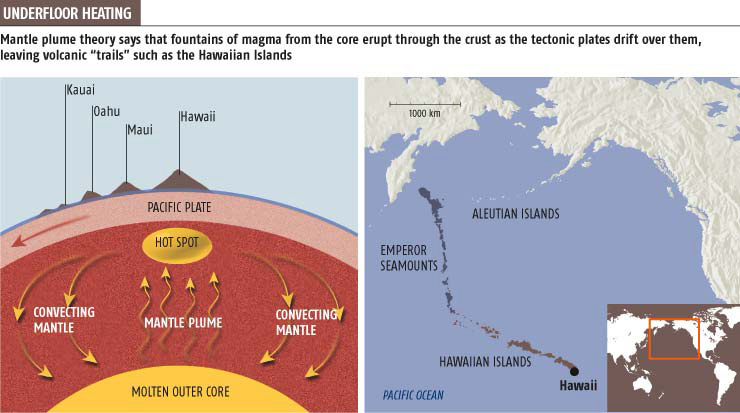 UNDERFLOOR HEATING
Mantle plume theory says that fountains of magma from the core erupt through the crust as the tectonic plates drift over them,
leaving volcanic “trails” such as the Hawaiian Islands
Kauai
Oahu
Maui
Hawaii
PACIFIC PLATE
HOT SPOT
CONVECTING
MANTLE
MANTLE PLUME
CONVECTING
MANTLE
MOLTEN OUTER CORE
1000 km
ALEUTIAN ISLANDS
EMPEROR
SEAMOUNTS
HAWAIIAN ISLANDS
Hawaii
PACIFIC OCEAN